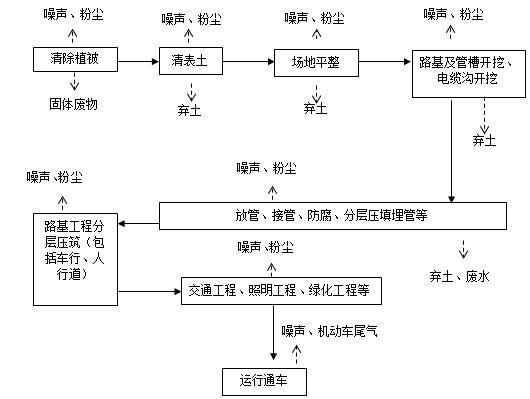 噪声、粉尘
噪声、粉尘
噪声、粉尘
噪声、粉尘
清除植被
清表土
场地平整
路基及管槽开挖、
电缆沟开挖
固体废物
弃土
弃土
弃土
噪声、粉尘
噪声、粉尘
放管、接管、防腐、分层压填埋管等
路基工程分
层压筑（包
括车行、人
行道）
噪声、粉尘
弃土、废水
交通工程、照明工程、绿化工程等
噪声、机动车尾气
运行通车